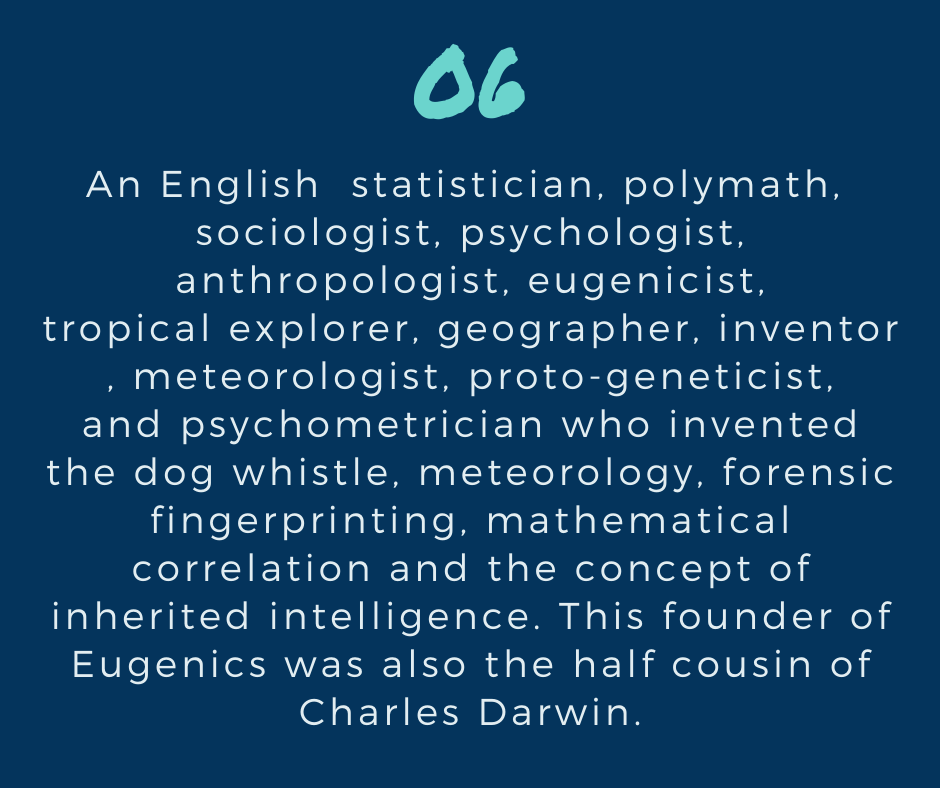 06
An English  statistician, polymath,
sociologist, psychologist,
anthropologist, eugenicist,
tropical explorer, geographer, inventor
, meteorologist, proto-geneticist,
and psychometrician who invented
the dog whistle, meteorology, forensic
fingerprinting, mathematical
correlation and the concept of
inherited intelligence. This founder of
Eugenics was also the half cousin of
Charles Darwin.